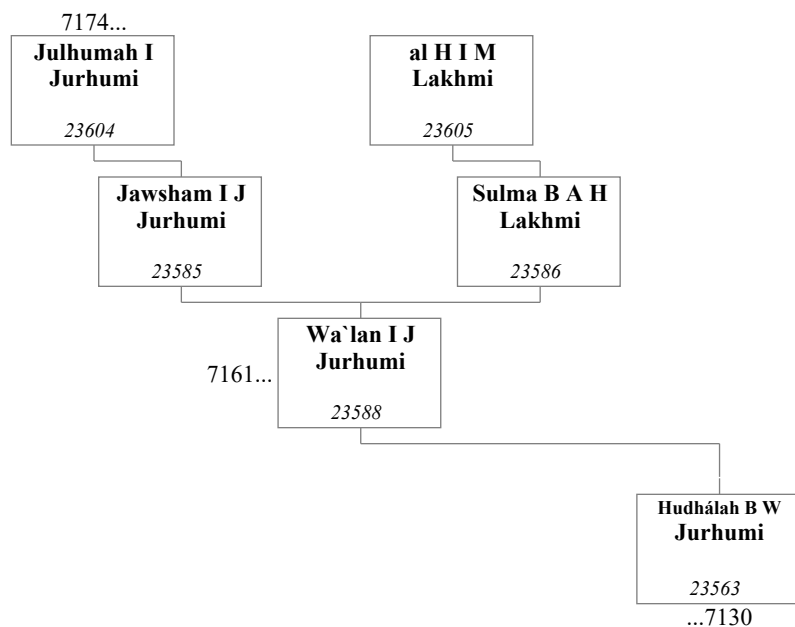 7174...
Julhumah I
Jurhumi
23604
al H I M
Lakhmi
23605
Jawsham I J
Jurhumi
23585
Sulma B A H
Lakhmi
23586
Wa`lan I J
Jurhumi
7161...
23588
Hudhálah B W
Jurhumi
23563
...7130